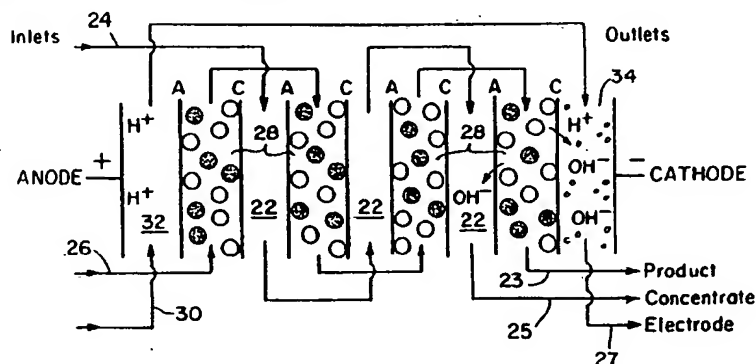 24
Inlets
Outlets
34
A C A C A C A C
H+ 28 28 H+
+ OH− OH− −
ANODE CATHODE
H+ 22 22 22 OH−
32
26
23 Product
30 Concentrate
25 Electrode
27